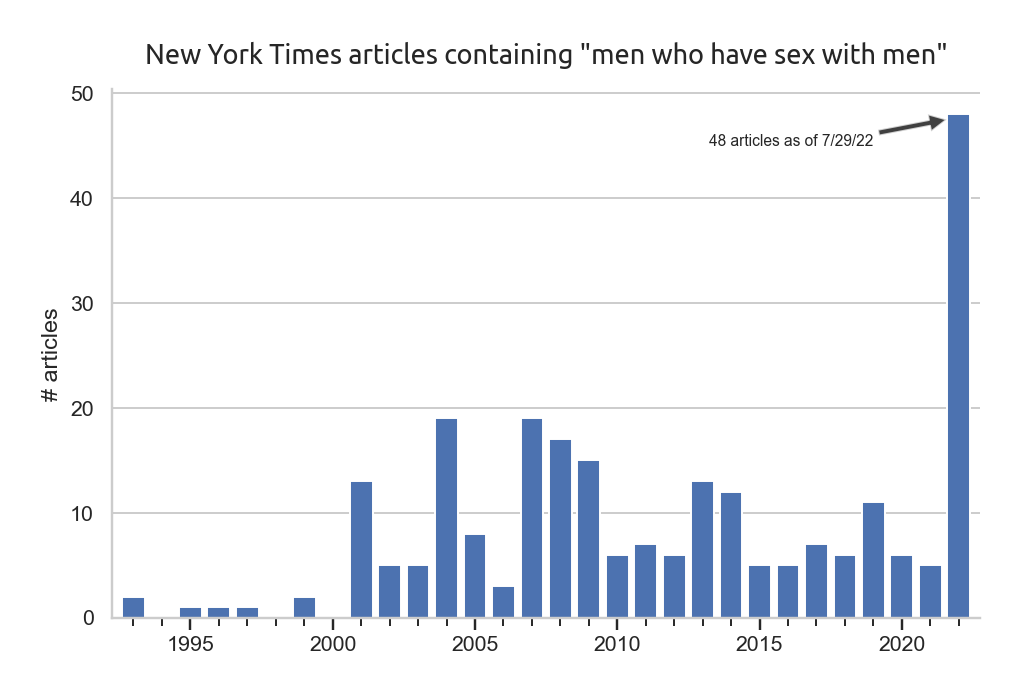 New York Times articles containing "men who have sex with men"
50
48 articles as of 7/29/22
40
30
# articles
20
10
0
1995 2000 2005 2010 2015 2020